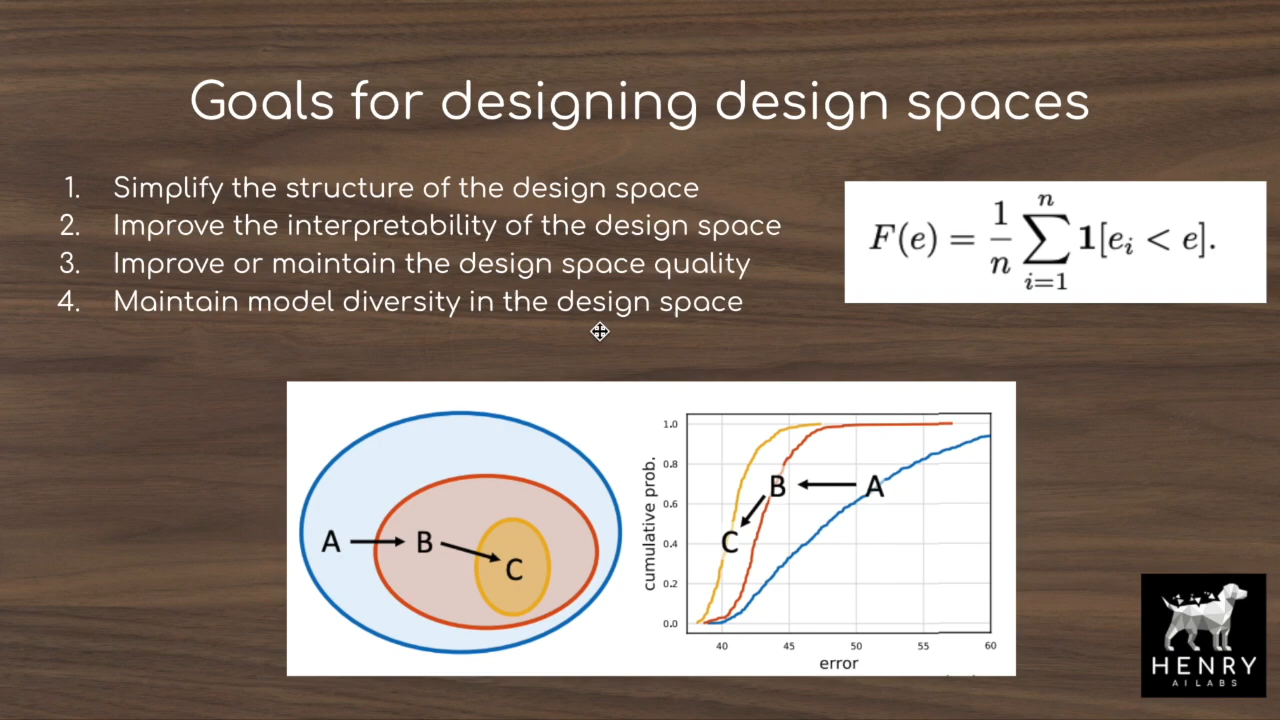 Goals for designing design spaces
1. Simplify the structure of the design space
2. Improve the interpretability of the design space
3. Improve or maintain the design space quality
4. Maintain model diversity in the design space
F(e) = 1/n ∑_{i=1}^{n} 1[e_i < e].
A
B
C
cumulative prob.
1.0
0.8
0.6
0.4
0.2
0.0
B
A
C
40 45 50 55 60
error
HENRY
AI LABS